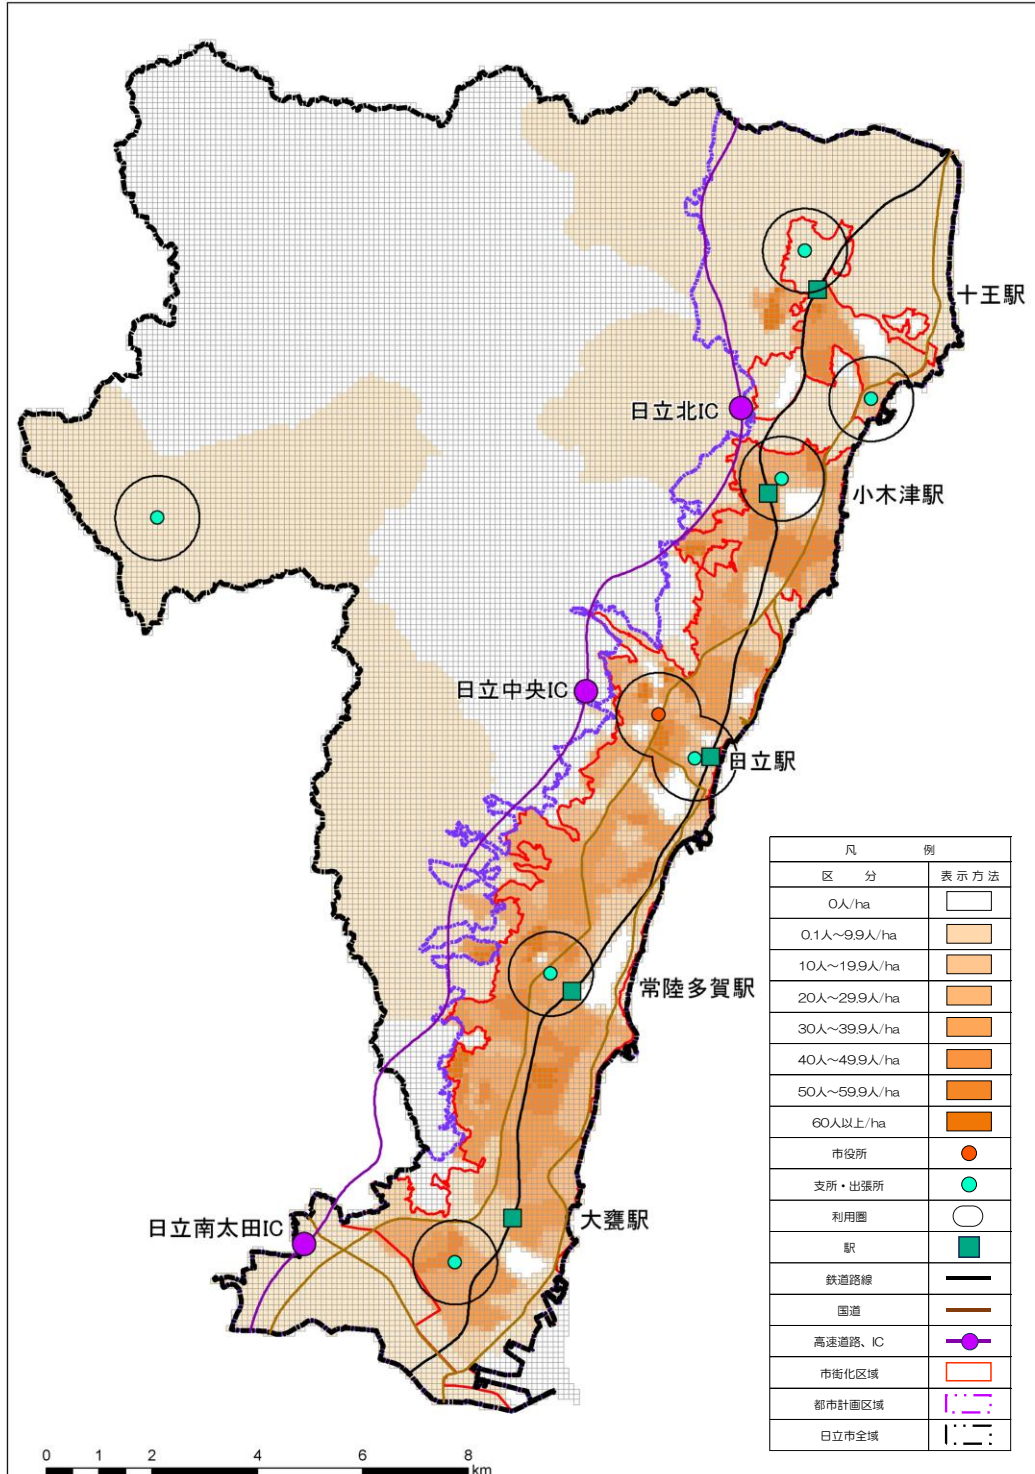 十王駅
日立北IC
小木津駅
日立中央IC
日立駅
常陸多賀駅
大甕駅
日立南太田IC
凡 例
区 分 表示方法
0人/ha
0.1人～9.9人/ha
10人～19.9人/ha
20人～29.9人/ha
30人～39.9人/ha
40人～49.9人/ha
50人～59.9人/ha
60人以上/ha
市役所
支所・出張所
利用圏
駅
鉄道路線
国道
高速道路、IC
市街化区域
都市計画区域
日立市全域
0 1 2 4 6 8
km